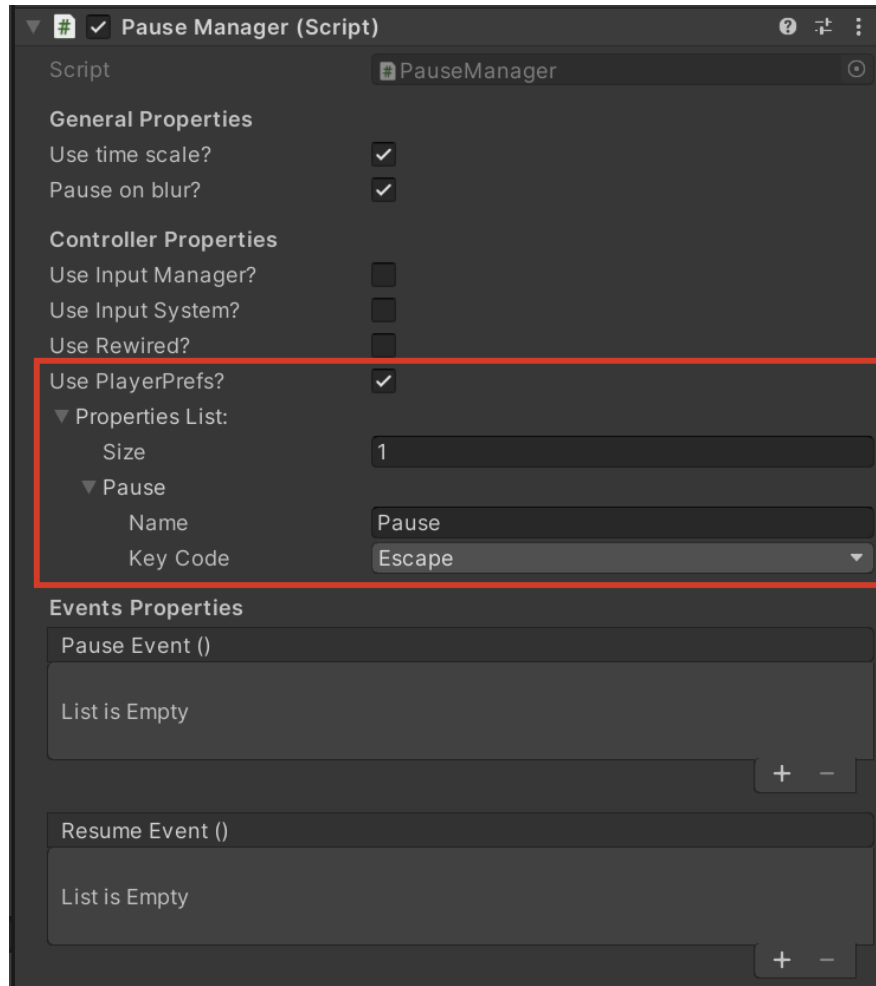 Pause Manager (Script)
Script PauseManager
General Properties
Use time scale?
Pause on blur?
Controller Properties
Use Input Manager?
Use Input System?
Use Rewired?
Use PlayerPrefs?
Properties List:
Size 1
Pause
Name Pause
Key Code Escape
Events Properties
Pause Event ()
List is Empty
+ −
Resume Event ()
List is Empty
+ −